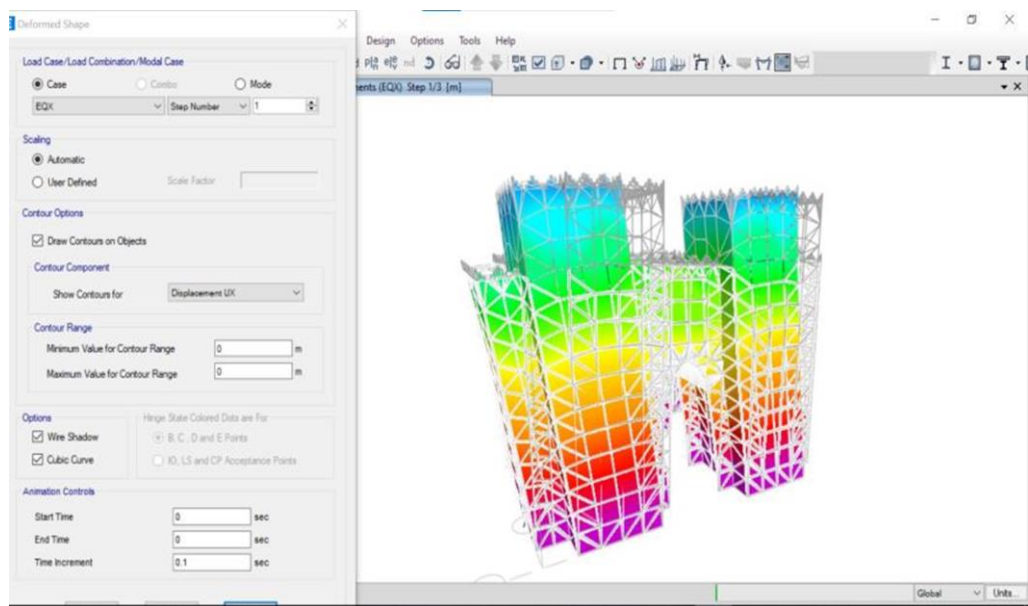 Deformed Shape
Design Options Tools Help
Load Case/Load Combination/Modal Case
Case Combo Mode
EQX Step Number 1
ents (EQX) Step 1/3 [m]
Scaling
Automatic
User Defined Scale Factor
Contour Options
Draw Contours on Objects
Contour Component
Show Contours for Displacement UX
Contour Range
Minimum Value for Contour Range 0 m
Maximum Value for Contour Range 0 m
Options Hinge State Colored Dots are For
Wire Shadow B, C, D and E Points
Cubic Curve IO, LS and CP Acceptance Points
Animation Controls
Start Time 0 sec
End Time 0 sec
Time Increment 0.1 sec
Global Units...